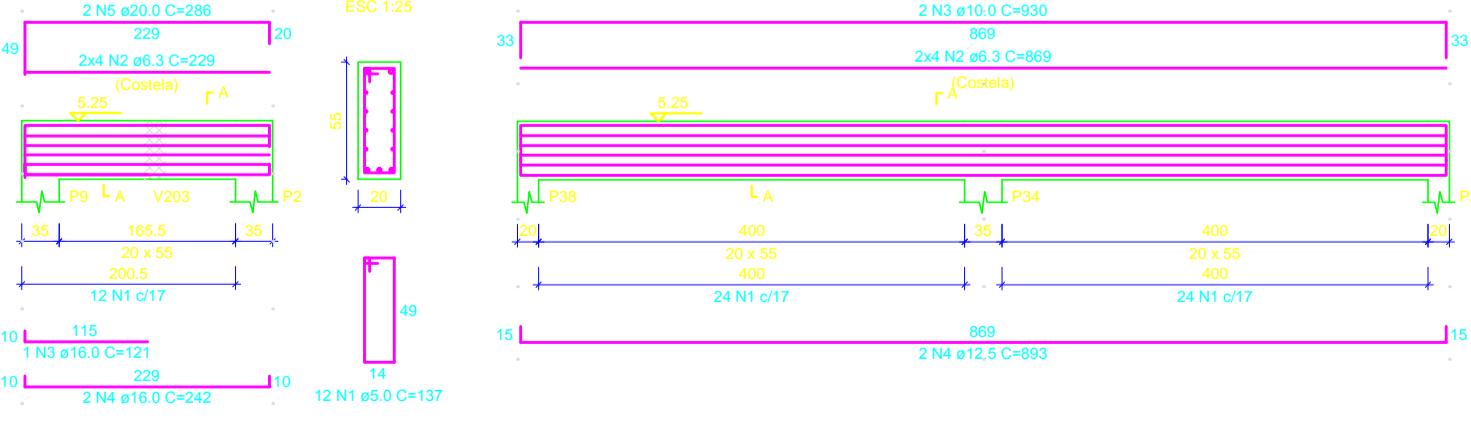 2 N5 ø20.0 C=286
229
20
49
2x4 N2 ø6.3 C=229
(Costela)
A
5.25
P9
A
V203
P2
35
165.5
35
20 x 55
200.5
12 N1 c/17
115
10
1 N3 ø16.0 C=121
229
10
10
2 N4 ø16.0 C=242
ESC 1:25
55
20
49
14
12 N1 ø5.0 C=137
2 N3 ø10.0 C=930
869
33
33
2x4 N2 ø6.3 C=869
(Costela)
A
5.25
P38
A
P34
20
400
35
400
20
20 x 55
20 x 55
400
400
24 N1 c/17
24 N1 c/17
869
15
15
2 N4 ø12.5 C=893